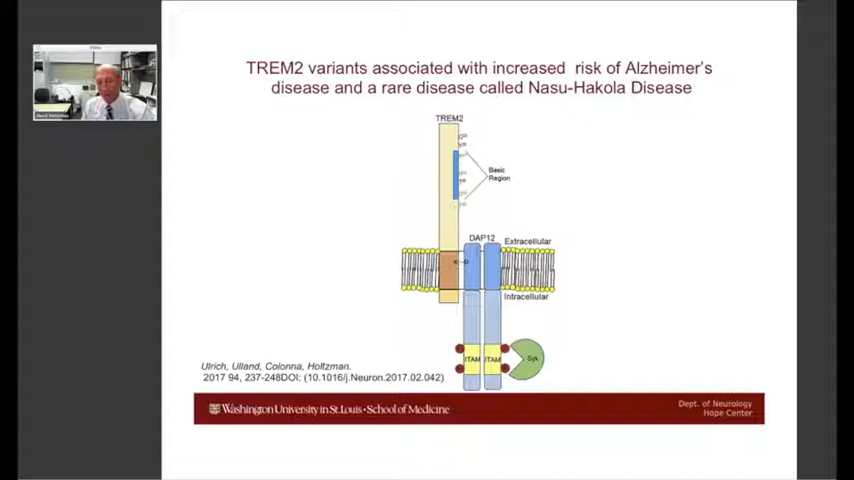 TREM2 variants associated with increased risk of Alzheimer's
disease and a rare disease called Nasu-Hakola Disease
TREM2
Basic
Region
DAP12
Extracellular
K
D
Intracellular
ITAM
ITAM
Syk
Ulrich, Ulland, Colonna, Holtzman.
2017 94, 237-248DOI: (10.1016/j.Neuron.2017.02.042)
Washington University in St. Louis • School of Medicine
Dept. of Neurology
Hope Center